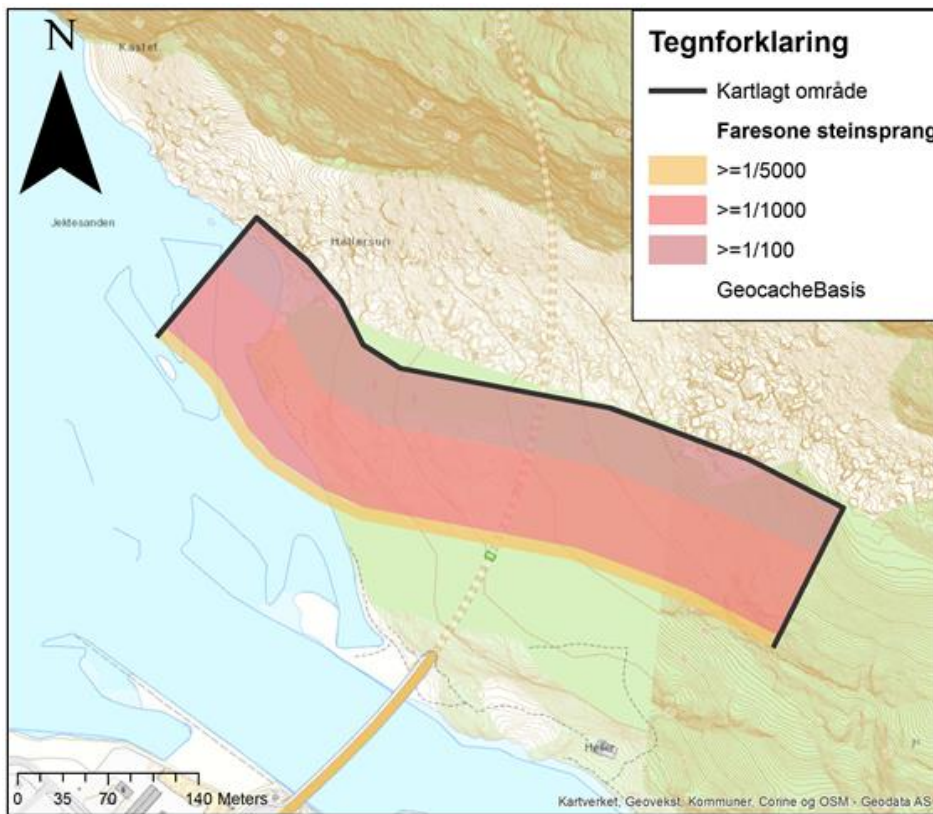 N
Kastet
Tegnforklaring
Kartlagt område
Faresone steinsprang
>=1/5000
>=1/1000
>=1/100
GeocacheBasis
Jektesanden
Hellersuri
Heller
0 35 70 140 Meters
Kartverket, Geovekst, Kommuner, Corine og OSM - Geodata AS